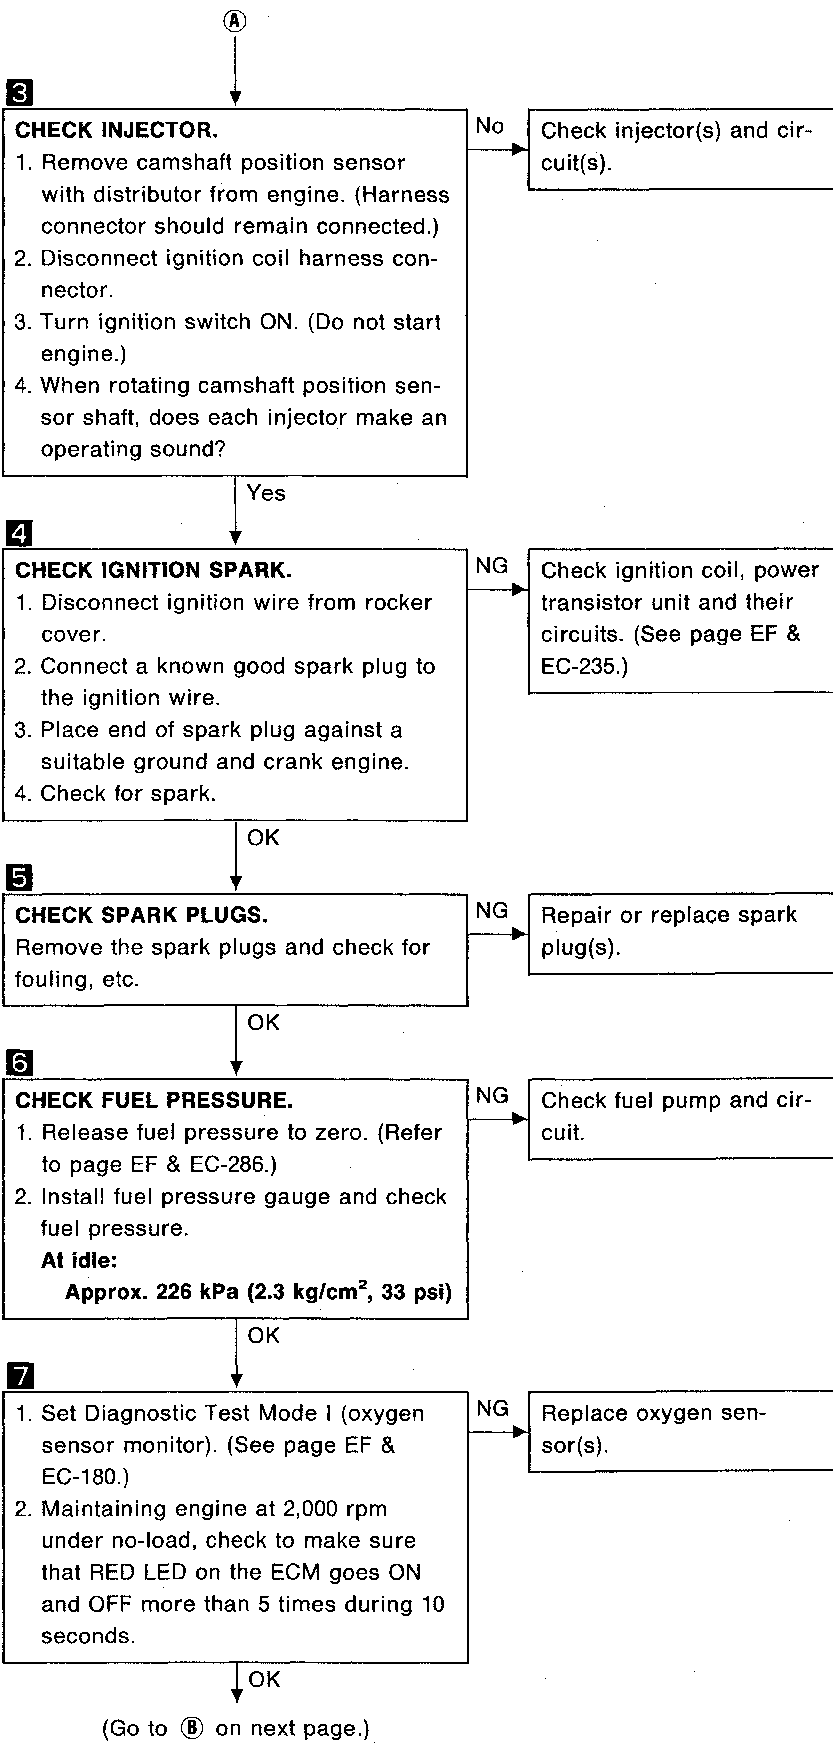 Ⓐ
3
CHECK INJECTOR.
1. Remove camshaft position sensor
with distributor from engine. (Harness
connector should remain connected.)
2. Disconnect ignition coil harness con-
nector.
3. Turn ignition switch ON. (Do not start
engine.)
4. When rotating camshaft position sen-
sor shaft, does each injector make an
operating sound?
No
Check injector(s) and cir-
cuit(s).
Yes
4
CHECK IGNITION SPARK.
1. Disconnect ignition wire from rocker
cover.
2. Connect a known good spark plug to
the ignition wire.
3. Place end of spark plug against a
suitable ground and crank engine.
4. Check for spark.
NG
Check ignition coil, power
transistor unit and their
circuits. (See page EF &
EC-235.)
OK
5
CHECK SPARK PLUGS.
Remove the spark plugs and check for
fouling, etc.
NG
Repair or replace spark
plug(s).
OK
6
CHECK FUEL PRESSURE.
1. Release fuel pressure to zero. (Refer
to page EF & EC-286.)
2. Install fuel pressure gauge and check
fuel pressure.
At idle:
Approx. 226 kPa (2.3 kg/cm², 33 psi)
NG
Check fuel pump and cir-
cuit.
OK
7
1. Set Diagnostic Test Mode I (oxygen
sensor monitor). (See page EF &
EC-180.)
2. Maintaining engine at 2,000 rpm
under no-load, check to make sure
that RED LED on the ECM goes ON
and OFF more than 5 times during 10
seconds.
NG
Replace oxygen sen-
sor(s).
OK
(Go to Ⓑ on next page.)